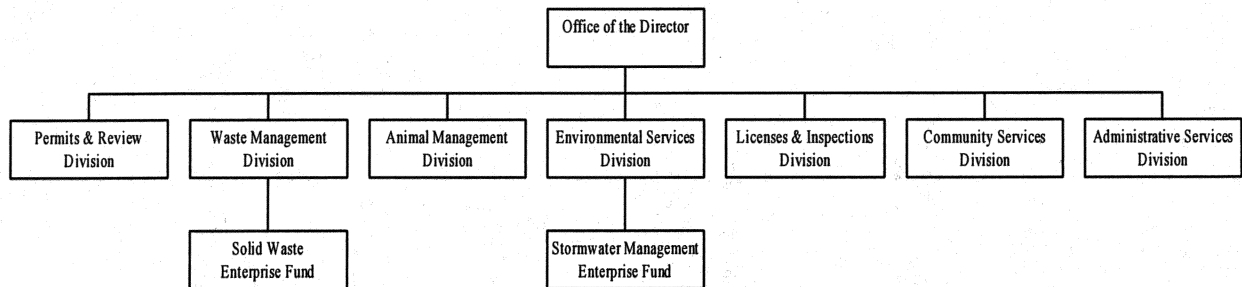 Office of the Director
Permits & Review
Division
Waste Management
Division
Animal Management
Division
Environmental Services
Division
Licenses & Inspections
Division
Community Services
Division
Administrative Services
Division
Solid Waste
Enterprise Fund
Stormwater Management
Enterprise Fund